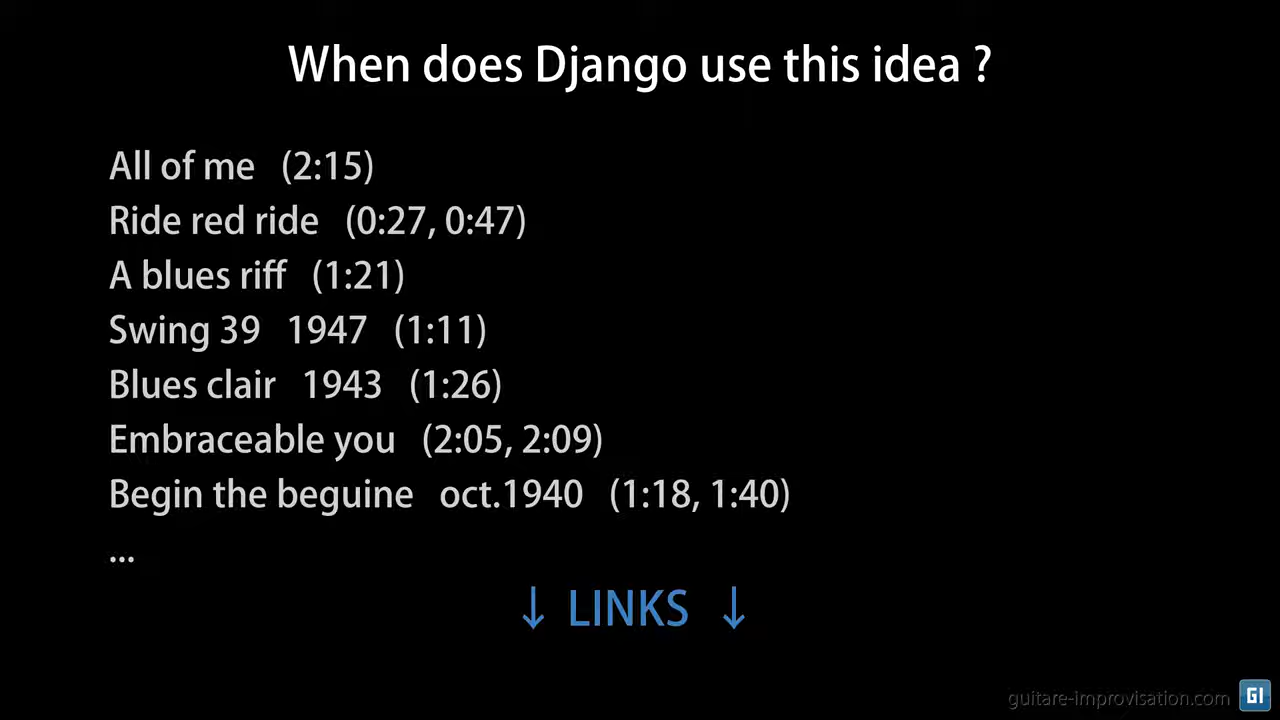 When does Django use this idea ?
All of me (2:15)
Ride red ride (0:27, 0:47)
A blues riff (1:21)
Swing 39 1947 (1:11)
Blues clair 1943 (1:26)
Embraceable you (2:05, 2:09)
Begin the beguine oct.1940 (1:18, 1:40)
...
↓ LINKS ↓
guitare-improvisation.com GI